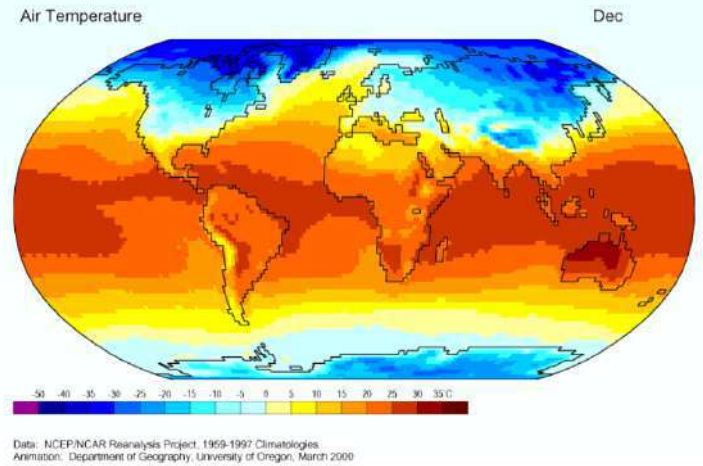 Air Temperature
Dec
-50 -40 -35 -30 -25 -20 -15 -10 -5 0 5 10 15 20 25 30 35°C
Data: NCEP/NCAR Reanalysis Project, 1959-1997 Climatologies
Animation: Department of Geography, University of Oregon, March 2000